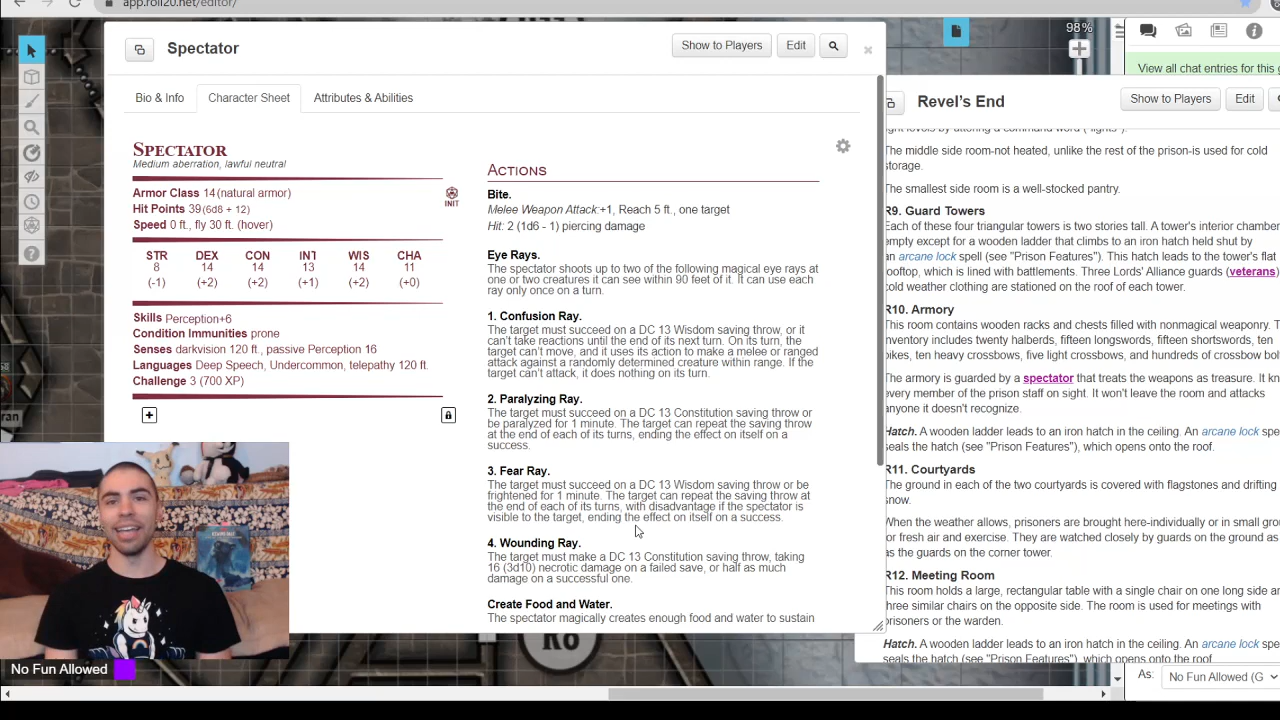 app.roll20.net/editor/
Spectator
Show to Players
Edit
Bio & Info
Character Sheet
Attributes & Abilities
SPECTATOR
Medium aberration, lawful neutral
Armor Class 14 (natural armor)
Hit Points 39 (6d8 + 12)
Speed 0 ft., fly 30 ft. (hover)
INIT
STR DEX CON INT WIS CHA
8 14 14 13 14 11
(-1) (+2) (+2) (+1) (+2) (+0)
Skills Perception+6
Condition Immunities prone
Senses darkvision 120 ft., passive Perception 16
Languages Deep Speech, Undercommon, telepathy 120 ft.
Challenge 3 (700 XP)
ACTIONS
Bite.
Melee Weapon Attack:+1, Reach 5 ft., one target
Hit: 2 (1d6 - 1) piercing damage
Eye Rays.
The spectator shoots up to two of the following magical eye rays at
one or two creatures it can see within 90 feet of it. It can use each
ray only once on a turn.
1. Confusion Ray.
The target must succeed on a DC 13 Wisdom saving throw, or it
can't take reactions until the end of its next turn. On its turn, the
target can't move, and it uses its action to make a melee or ranged
attack against a randomly determined creature within range. If the
target can't attack, it does nothing on its turn.
2. Paralyzing Ray.
The target must succeed on a DC 13 Constitution saving throw or
be paralyzed for 1 minute. The target can repeat the saving throw
at the end of each of its turns, ending the effect on itself on a
success.
3. Fear Ray.
The target must succeed on a DC 13 Wisdom saving throw or be
frightened for 1 minute. The target can repeat the saving throw at
the end of each of its turns, with disadvantage if the spectator is
visible to the target, ending the effect on itself on a success.
4. Wounding Ray.
The target must make a DC 13 Constitution saving throw, taking
16 (3d10) necrotic damage on a failed save, or half as much
damage on a successful one.
Create Food and Water.
The spectator magically creates enough food and water to sustain
98%
View all chat entries for this
Revel's End
Show to Players
Edit
light levels by uttering a command word ("lights").
The middle side room-not heated, unlike the rest of the prison-is used for cold
storage.
The smallest side room is a well-stocked pantry.
R9. Guard Towers
Each of these four triangular towers is two stories tall. A tower's interior chamber
empty except for a wooden ladder that climbs to an iron hatch held shut by
an arcane lock spell (see "Prison Features"). This hatch leads to the tower's flat
rooftop, which is lined with battlements. Three Lords' Alliance guards (veterans)
cold weather clothing are stationed on the roof of each tower.
R10. Armory
This room contains wooden racks and chests filled with nonmagical weaponry. T
inventory includes twenty halberds, fifteen longswords, fifteen shortswords, ten
pikes, ten heavy crossbows, five light crossbows, and hundreds of crossbow bol
The armory is guarded by a spectator that treats the weapons as treasure. It kn
every member of the prison staff on sight. It won't leave the room and attacks
anyone it doesn't recognize.
Hatch. A wooden ladder leads to an iron hatch in the ceiling. An arcane lock spe
seals the hatch (see "Prison Features"), which opens onto the roof.
R11. Courtyards
The ground in each of the two courtyards is covered with flagstones and drifting
snow.
When the weather allows, prisoners are brought here-individually or in small gro
for fresh air and exercise. They are watched closely by guards on the ground as
as the guards on the corner tower.
R12. Meeting Room
This room holds a large, rectangular table with a single chair on one long side an
three similar chairs on the opposite side. The room is used for meetings with
prisoners or the warden.
Hatch. A wooden ladder leads to an iron hatch in the ceiling. An arcane lock spe
seals the hatch (see "Prison Features"), which opens onto the roof.
As: No Fun Allowed (G
No Fun Allowed